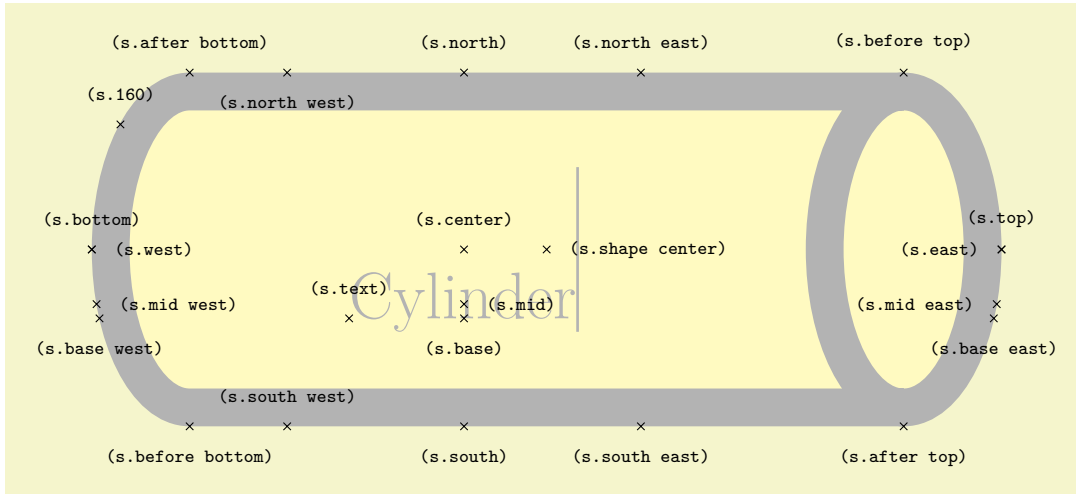 (s.after bottom) (s.north) (s.north east) (s.before top)
(s.160)
(s.north west)
(s.bottom) (s.center) (s.top)
(s.west) (s.shape center) (s.east)
(s.text)
Cylinder
(s.mid west) (s.mid) (s.mid east)
(s.base west) (s.base) (s.base east)
(s.south west)
(s.before bottom) (s.south) (s.south east) (s.after top)